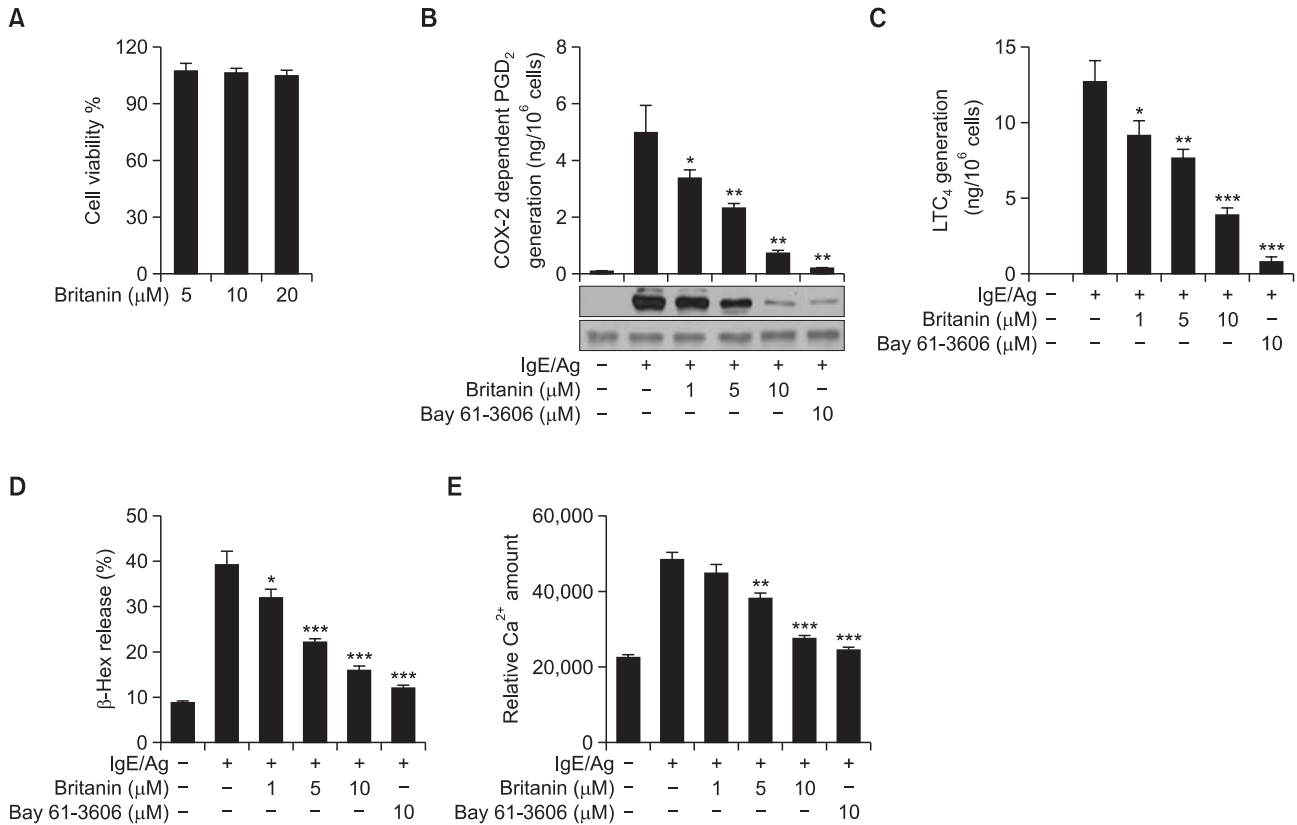 A
Cell viability %
120
90
60
30
0
Britanin (μM) 5 10 20
B
COX-2 dependent PGD2
generation (ng/10⁶ cells)
8
6
4
2
0
*
**
**
**
IgE/Ag – + + + + +
Britanin (μM) – – 1 5 10 –
Bay 61-3606 (μM) – – – – – 10
C
LTC4 generation
(ng/10⁶ cells)
15
10
5
0
*
**
***
***
IgE/Ag – + + + + +
Britanin (μM) – – 1 5 10 –
Bay 61-3606 (μM) – – – – – 10
D
β-Hex release (%)
50
40
30
20
10
0
*
***
***
***
IgE/Ag – + + + + +
Britanin (μM) – – 1 5 10 –
Bay 61-3606 (μM) – – – – – 10
E
Relative Ca²⁺ amount
60,000
40,000
20,000
0
**
***
***
IgE/Ag – + + + + +
Britanin (μM) – – 1 5 10 –
Bay 61-3606 (μM) – – – – – 10